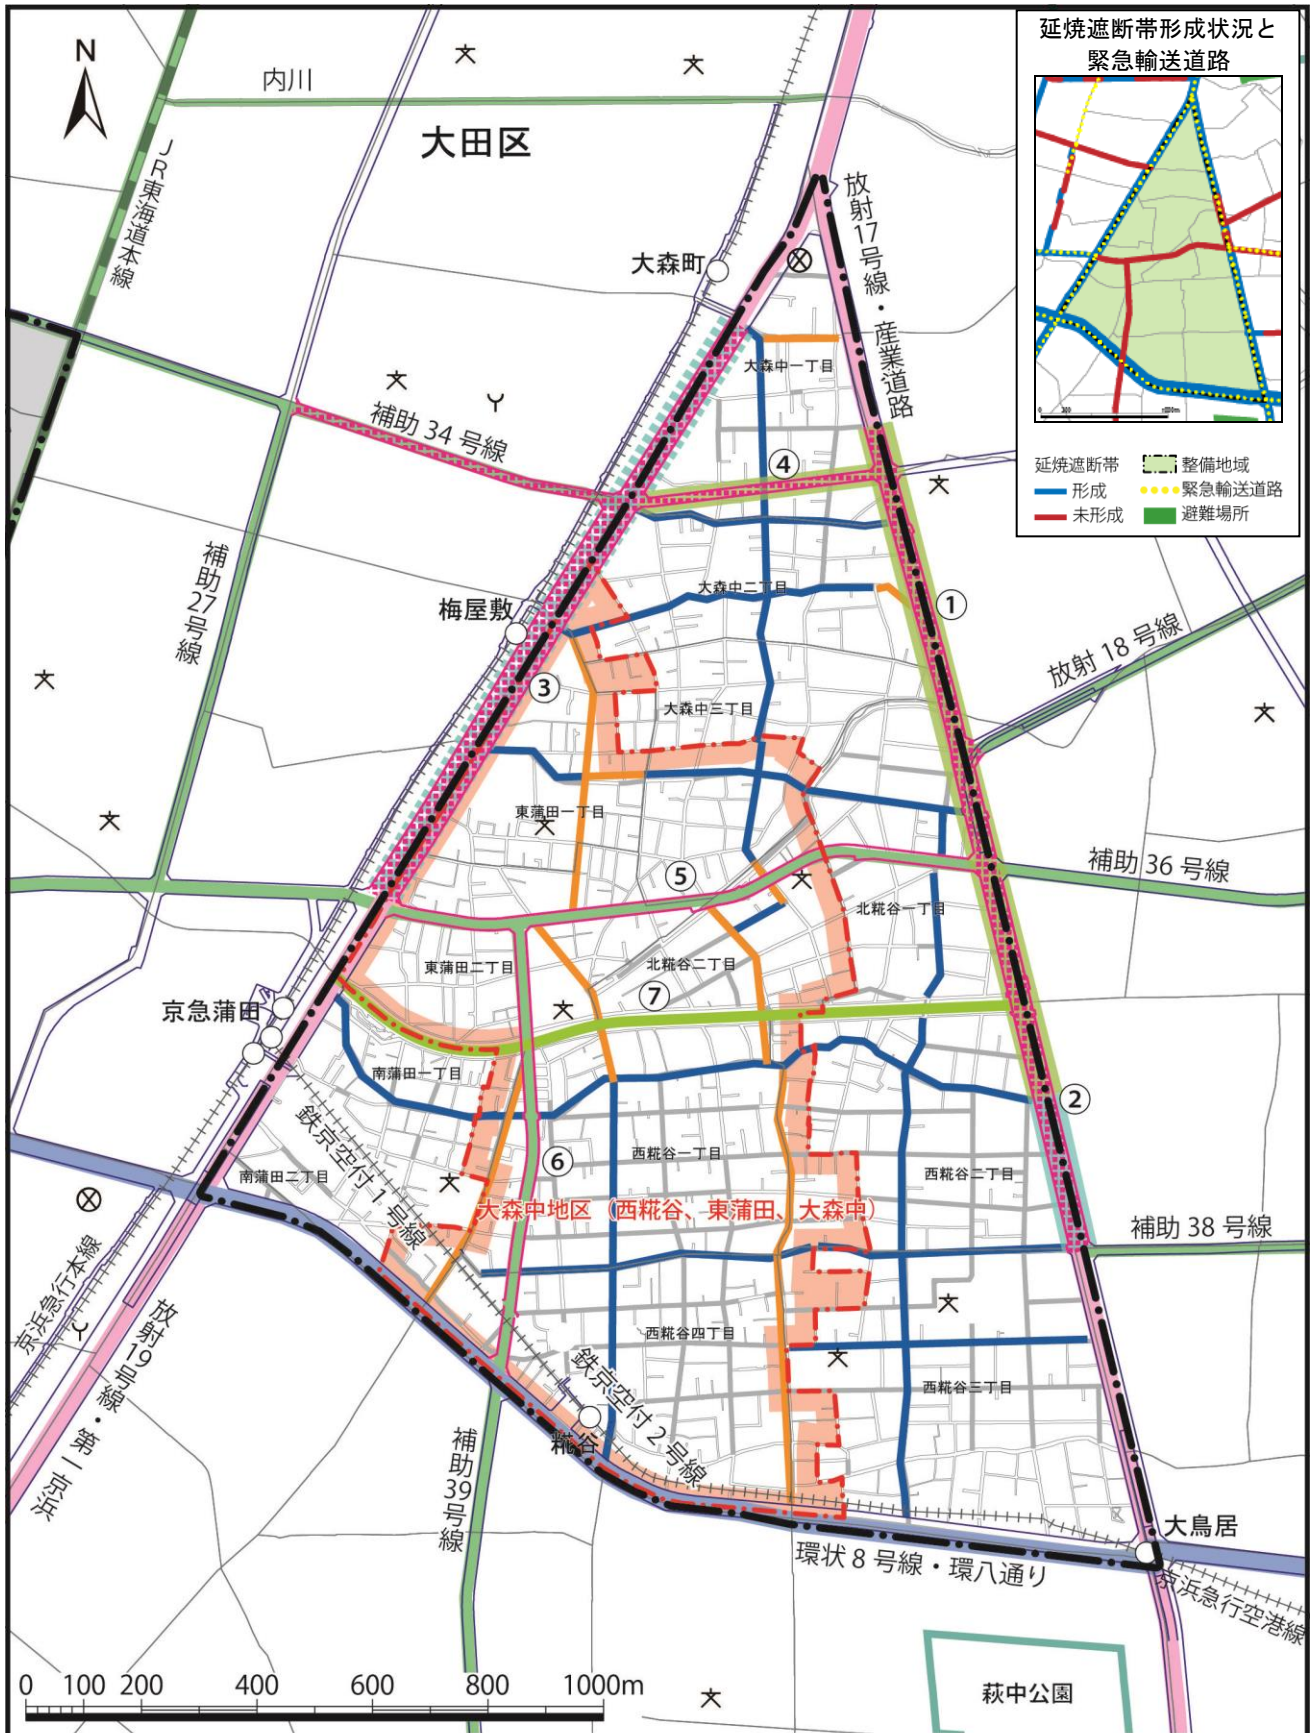 延焼遮断帯形成状況と
緊急輸送道路
0
200
1000m
延焼遮断帯
整備地域
形成
緊急輸送道路
未形成
避難場所
N
内川
大田区
JR東海道本線
放射17号線・産業道路
大森町
大森中一丁目
補助34号線
④
補助27号線
大森中二丁目
①
梅屋敷
放射18号線
③
大森中三丁目
東蒲田一丁目
補助36号線
⑤
北糀谷一丁目
東蒲田二丁目
北糀谷二丁目
⑦
京急蒲田
南蒲田一丁目
②
鉄京空付1号線
西糀谷一丁目
⑥
西糀谷二丁目
南蒲田二丁目
大森中地区（西糀谷、東蒲田、大森中）
補助38号線
京浜急行本線
放射19号線・第一京浜
西糀谷四丁目
鉄京空付2号線
西糀谷三丁目
糀谷
補助39号線
大鳥居
環状8号線・環八通り
京浜急行空港線
萩中公園
0 100 200 400 600 800 1000m